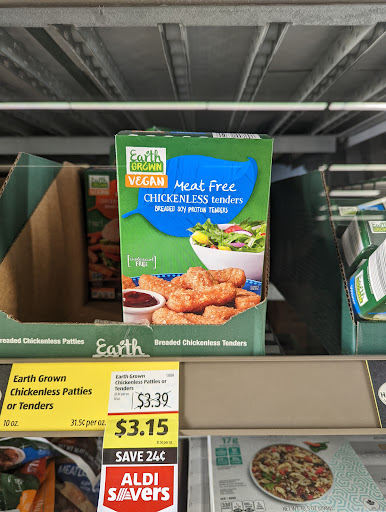 Earth
GROWN
VEGAN
Meat Free
CHICKENLESS tenders
BREADED SOY PROTEIN TENDERS
FREE
Breaded Chickenless Patties
Earth
Breaded Chickenless Tenders
Earth Grown
Chickenless Patties
or Tenders
10 oz.
31.5¢ per oz.
Earth Grown
Chickenless Patties or
Tenders
$3.39
$3.15
SAVE 24¢
ALDI
SAVERS
17g